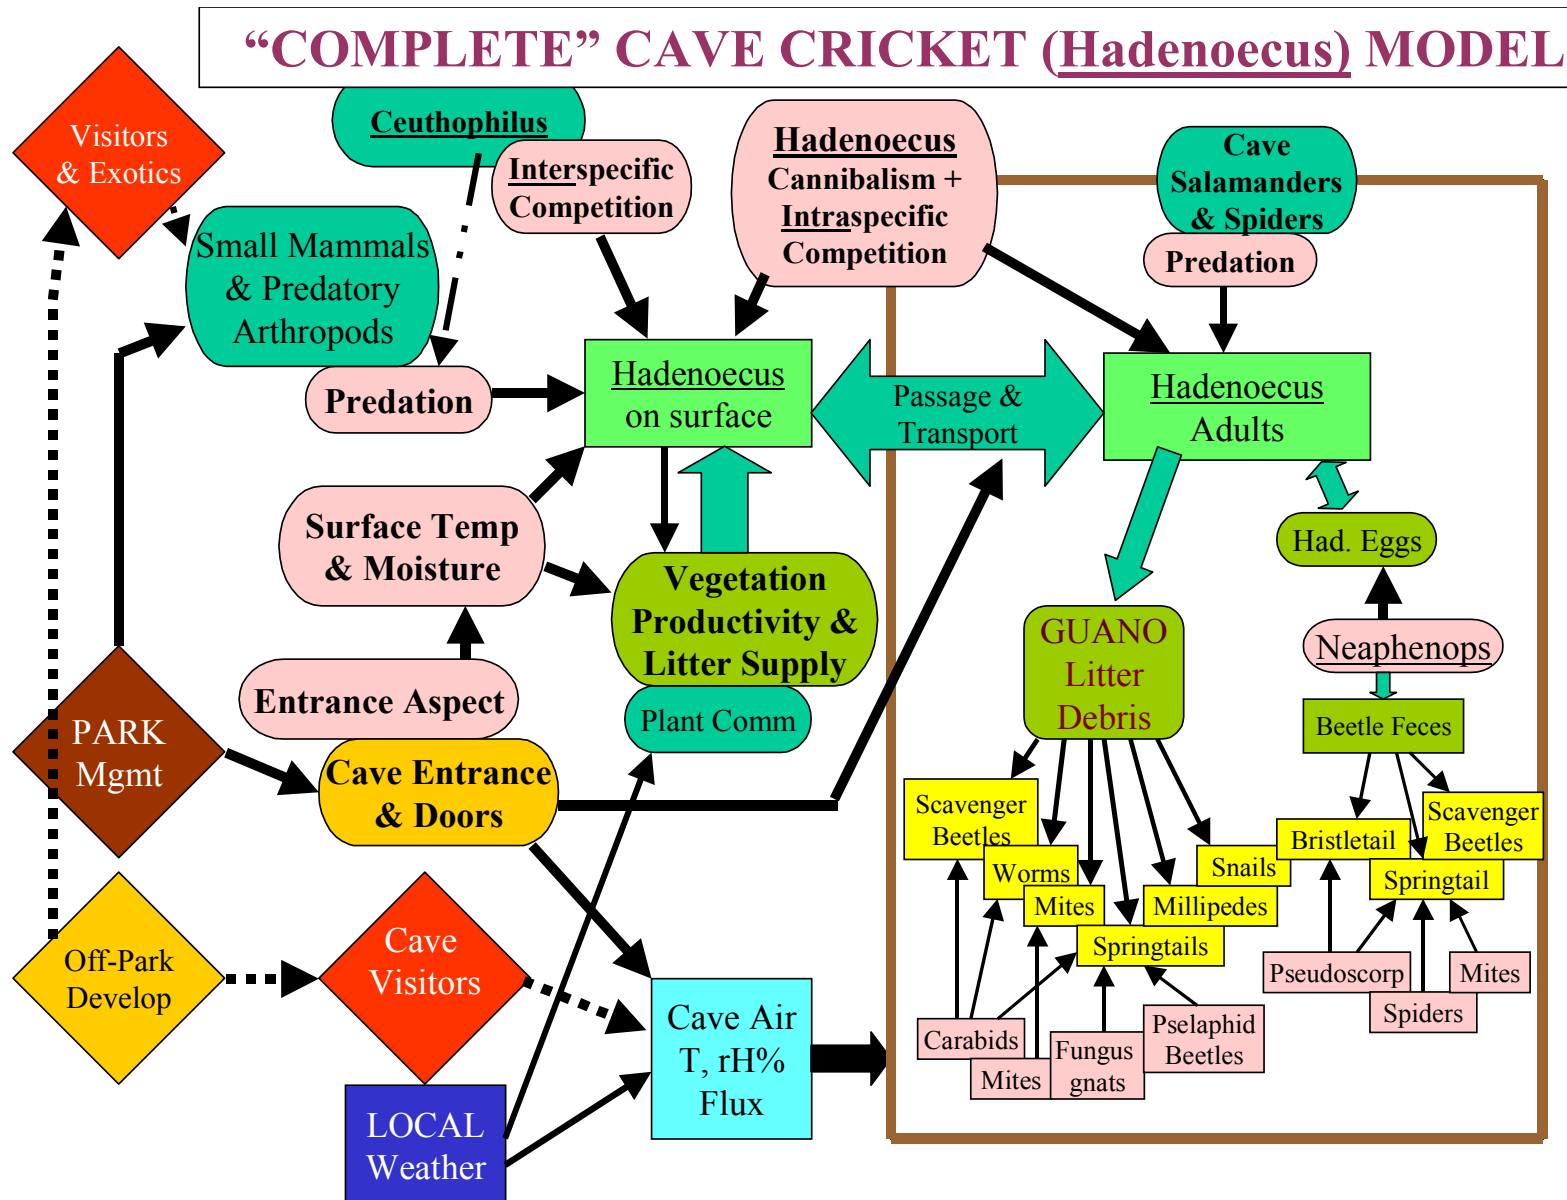 “COMPLETE” CAVE CRICKET (Hadenoecus) MODEL
Visitors
& Exotics
Ceuthophilus
Interspecific
Competition
Hadenoecus
Cannibalism +
Intraspecific
Competition
Cave
Salamanders
& Spiders
Predation
Small Mammals
& Predatory
Arthropods
Predation
Hadenoecus
on surface
Passage &
Transport
Hadenoecus
Adults
Surface Temp
& Moisture
Vegetation
Productivity &
Litter Supply
Had. Eggs
GUANO
Litter
Debris
Neaphenops
Entrance Aspect
Plant Comm
Beetle Feces
PARK
Mgmt
Cave Entrance
& Doors
Scavenger
Beetles
Worms
Mites
Springtails
Millipedes
Snails
Bristletail
Scavenger
Beetles
Springtail
Off-Park
Develop
Cave
Visitors
Cave Air
T, rH%
Flux
Carabids
Mites
Fungus
gnats
Pselaphid
Beetles
Pseudoscorp
Spiders
Mites
LOCAL
Weather